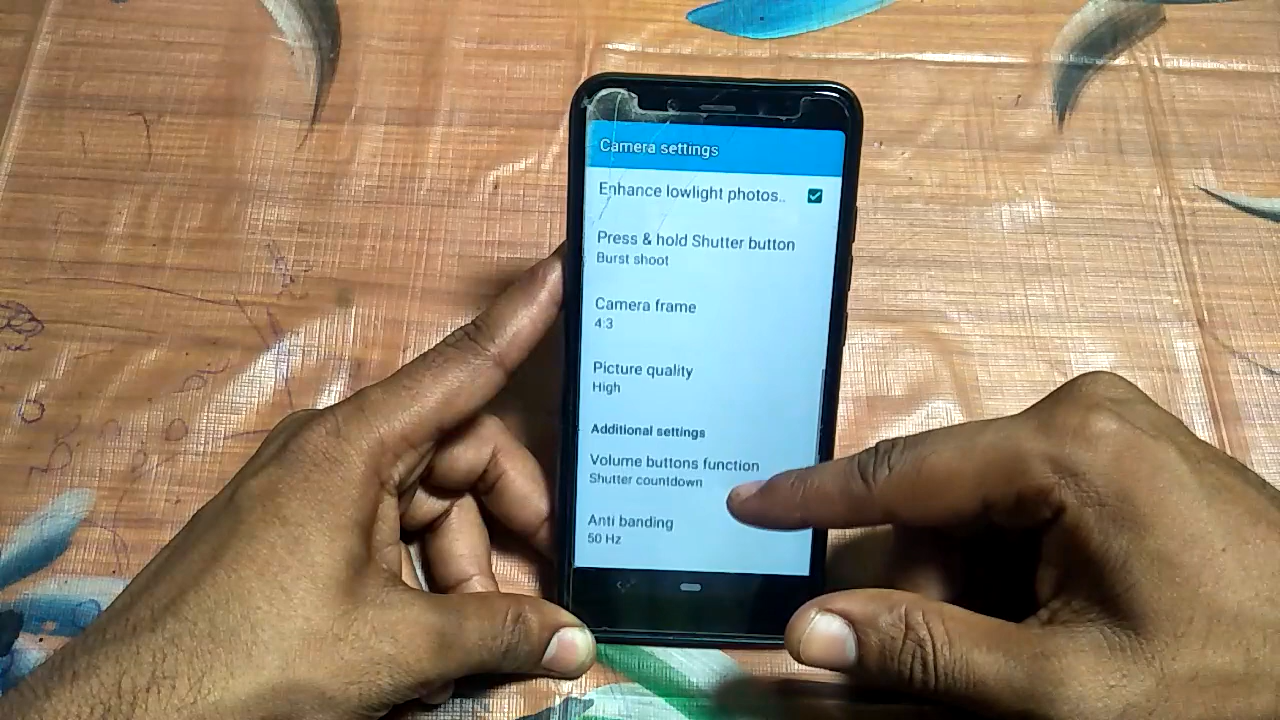 Camera settings
Enhance lowlight photos..
Press & hold Shutter button
Burst shoot
Camera frame
4:3
Picture quality
High
Additional settings
Volume buttons function
Shutter countdown
Anti banding
50 Hz